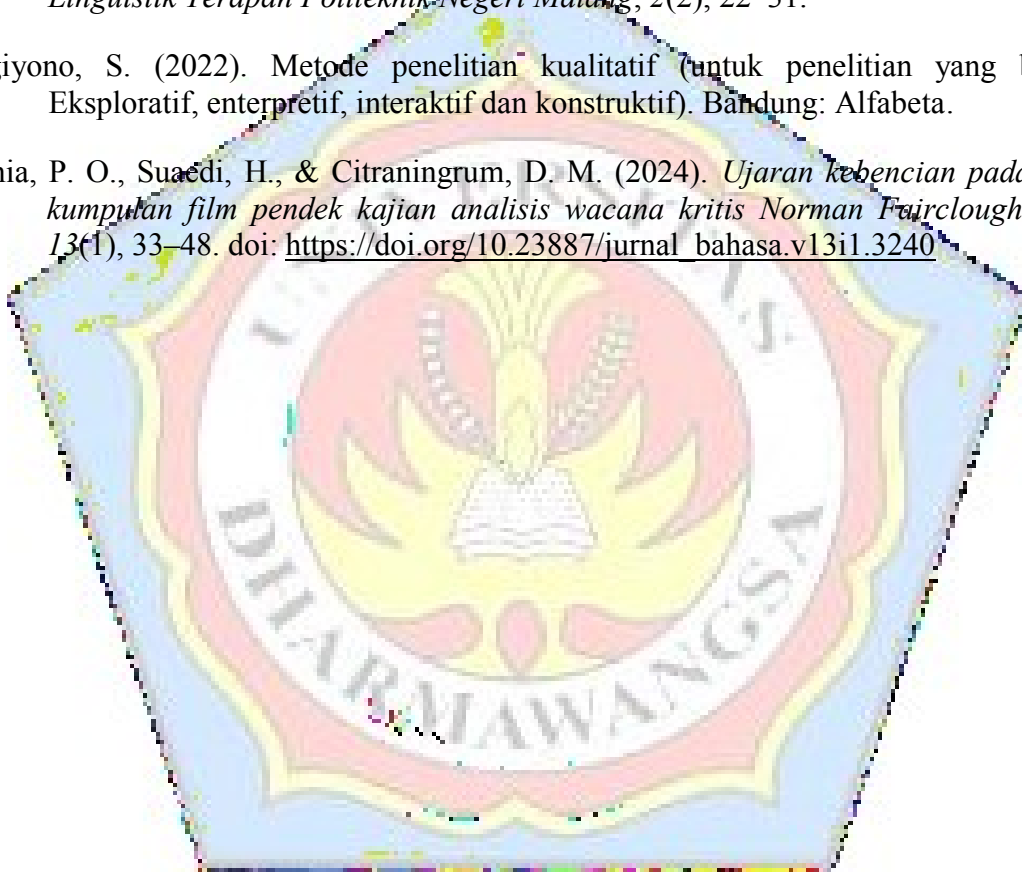 Linguistik Terapan Politeknik Negeri Malang, 2(2), 22–31.
giyono, S. (2022). Metode penelitian kualitatif (untuk penelitian yang b
Eksploratif, enterpretif, interaktif dan konstruktif). Bandung: Alfabeta.
nia, P. O., Suaedi, H., & Citraningrum, D. M. (2024). Ujaran kebencian pada
kumpulan film pendek kajian analisis wacana kritis Norman Fairclough
13(1), 33–48. doi: https://doi.org/10.23887/jurnal_bahasa.v13i1.3240
UNIVERSITAS
DHARMAWANGSA